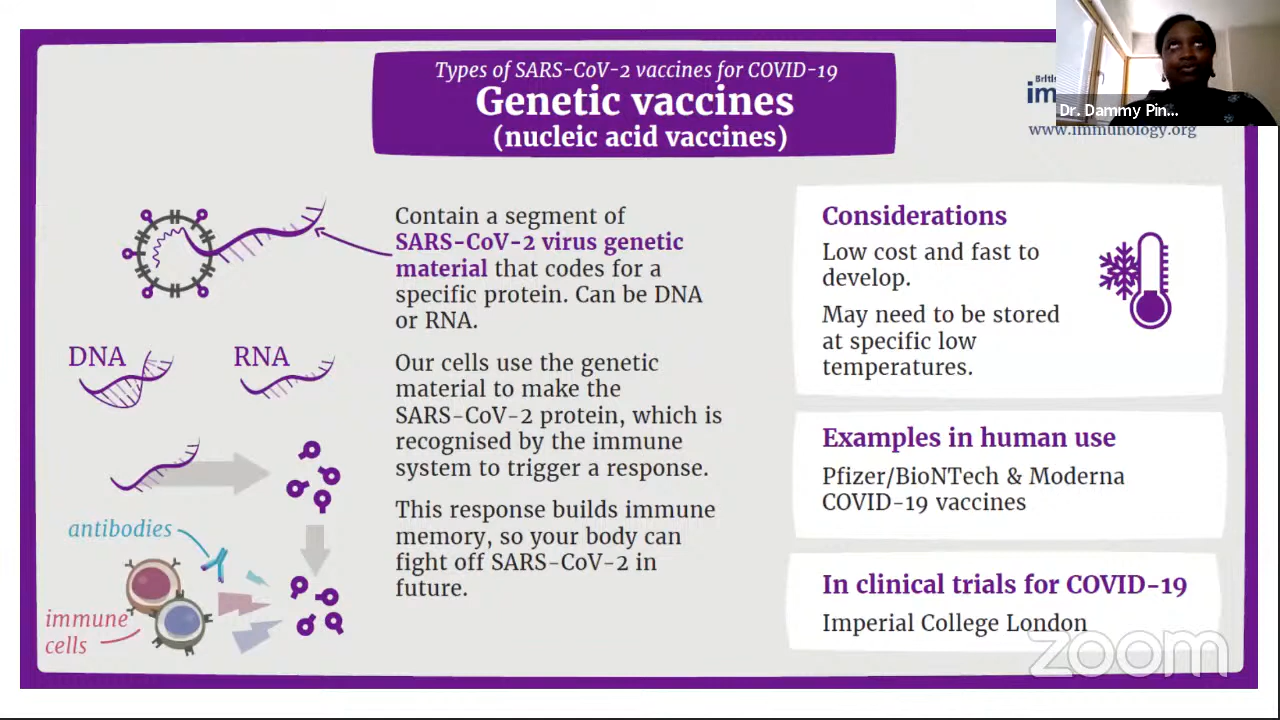 Types of SARS-CoV-2 vaccines for COVID-19
Genetic vaccines
(nucleic acid vaccines)
Dr. Dammy Pin...
www.immunology.org
Contain a segment of
SARS-CoV-2 virus genetic
material that codes for a
specific protein. Can be DNA
or RNA.
DNA
RNA
Our cells use the genetic
material to make the
SARS-CoV-2 protein, which is
recognised by the immune
system to trigger a response.
antibodies
immune
cells
This response builds immune
memory, so your body can
fight off SARS-CoV-2 in
future.
Considerations
Low cost and fast to
develop.
May need to be stored
at specific low
temperatures.
Examples in human use
Pfizer/BioNTech & Moderna
COVID-19 vaccines
In clinical trials for COVID-19
Imperial College London
zoom